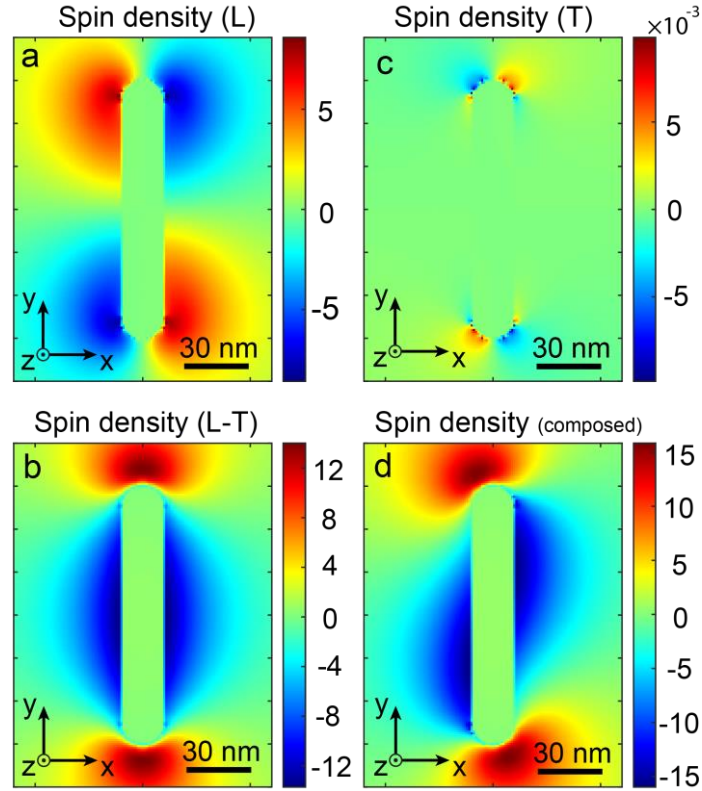 Spin density (L)
a
5
0
-5
y
z
x
30 nm
Spin density (T)
×10⁻³
c
5
0
-5
y
z
x
30 nm
Spin density (L-T)
b
12
8
4
0
-4
-8
-12
y
z
x
30 nm
Spin density (composed)
d
15
10
5
0
-5
-10
-15
y
z
x
30 nm